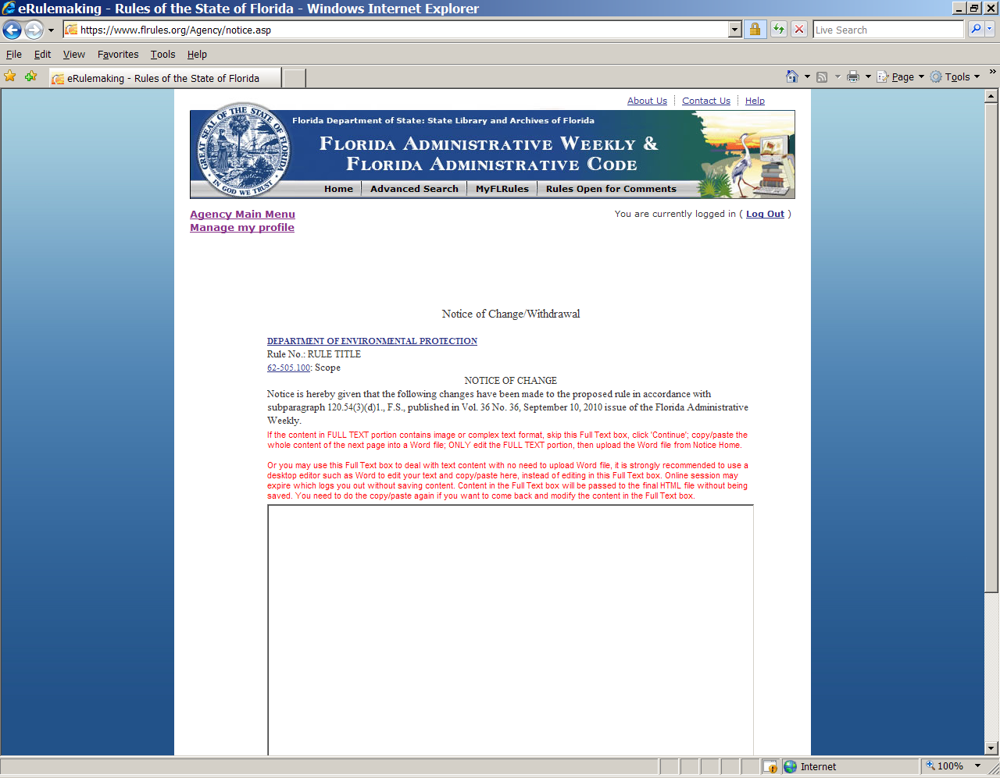 eRulemaking - Rules of the State of Florida - Windows Internet Explorer
https://www.flrules.org/Agency/notice.asp
Live Search
File Edit View Favorites Tools Help
eRulemaking - Rules of the State of Florida
Page Tools »
About Us Contact Us Help
GREAT SEAL OF THE STATE OF FLORIDA
IN GOD WE TRUST
Florida Department of State: State Library and Archives of Florida
FLORIDA ADMINISTRATIVE WEEKLY &
FLORIDA ADMINISTRATIVE CODE
Home Advanced Search MyFLRules Rules Open for Comments
Agency Main Menu
You are currently logged in ( Log Out )
Manage my profile
Notice of Change/Withdrawal
DEPARTMENT OF ENVIRONMENTAL PROTECTION
Rule No.: RULE TITLE
62-505.100: Scope
NOTICE OF CHANGE
Notice is hereby given that the following changes have been made to the proposed rule in accordance with
subparagraph 120.54(3)(d)1., F.S., published in Vol. 36 No. 36, September 10, 2010 issue of the Florida Administrative
Weekly.
If the content in FULL TEXT portion contains image or complex text format, skip this Full Text box, click 'Continue'; copy/paste the
whole content of the next page into a Word file; ONLY edit the FULL TEXT portion, then upload the Word file from Notice Home.
Or you may use this Full Text box to deal with text content with no need to upload Word file, it is strongly recommended to use a
desktop editor such as Word to edit your text and copy/paste here, instead of editing in this Full Text box. Online session may
expire which logs you out without saving content. Content in the Full Text box will be passed to the final HTML file without being
saved. You need to do the copy/paste again if you want to come back and modify the content in the Full Text box.
Internet
100%